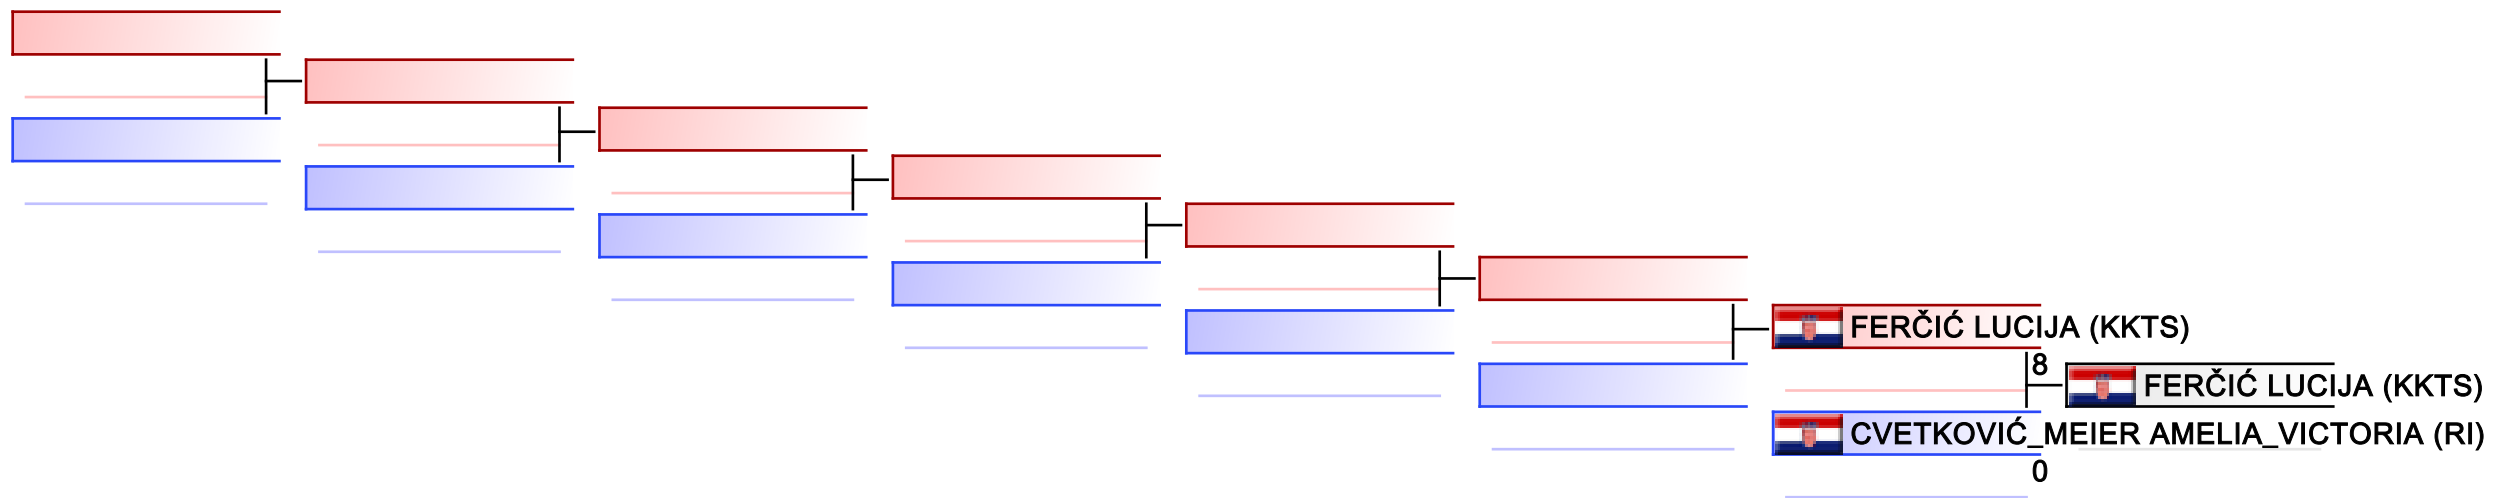 FERČIĆ LUCIJA (KKTS)
8
FERČIĆ LUCIJA (KKTS)
CVETKOVIĆ_MEIER AMELIA_VICTORIA (RI)
0